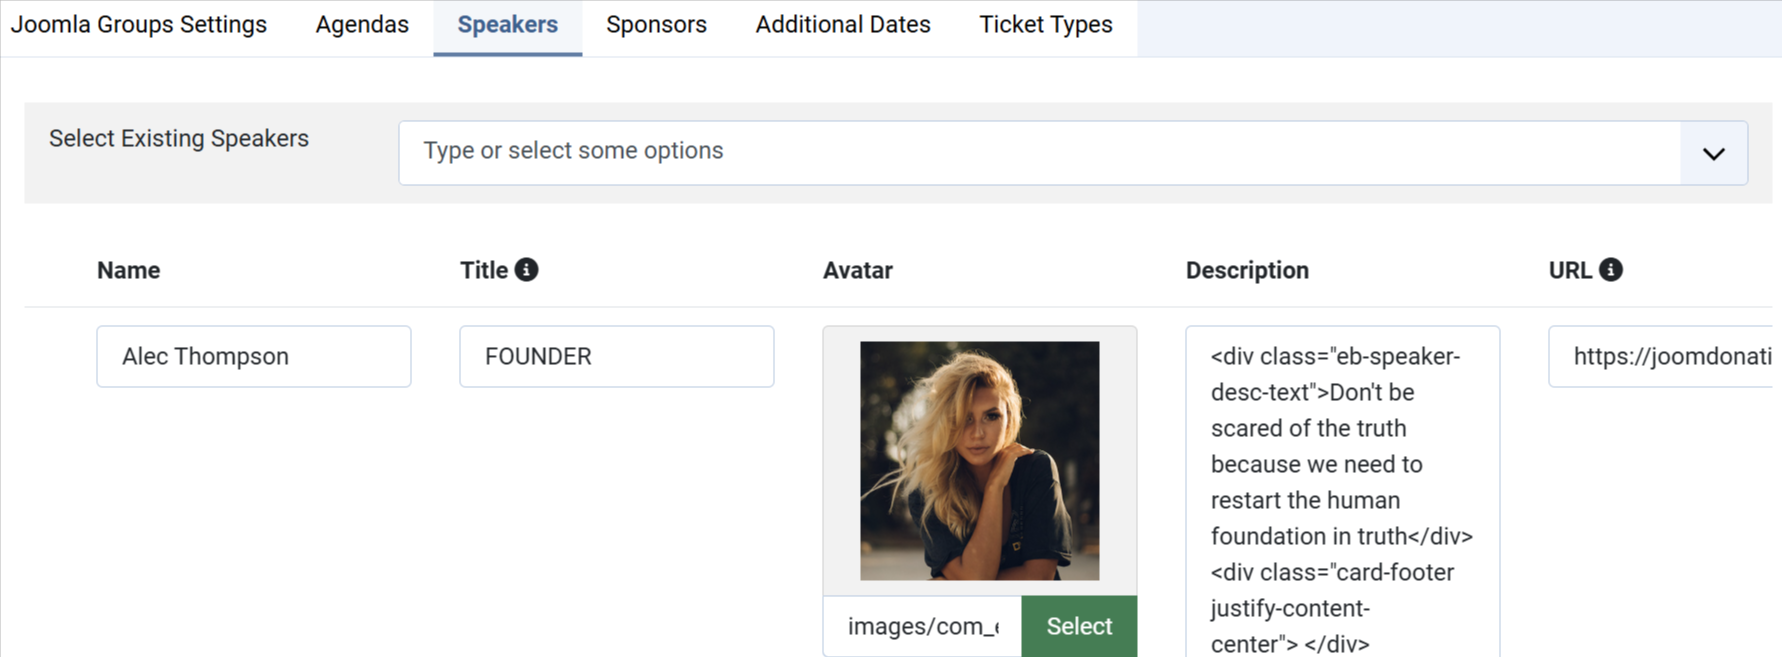 Joomla Groups Settings Agendas Speakers Sponsors Additional Dates Ticket Types
Select Existing Speakers Type or select some options
Name Title Avatar Description URL
Alec Thompson FOUNDER https://joomdonati
<div class="eb-speaker-
desc-text">Don't be
scared of the truth
because we need to
restart the human
foundation in truth</div>
<div class="card-footer
justify-content-
center"> </div>
images/com_e Select